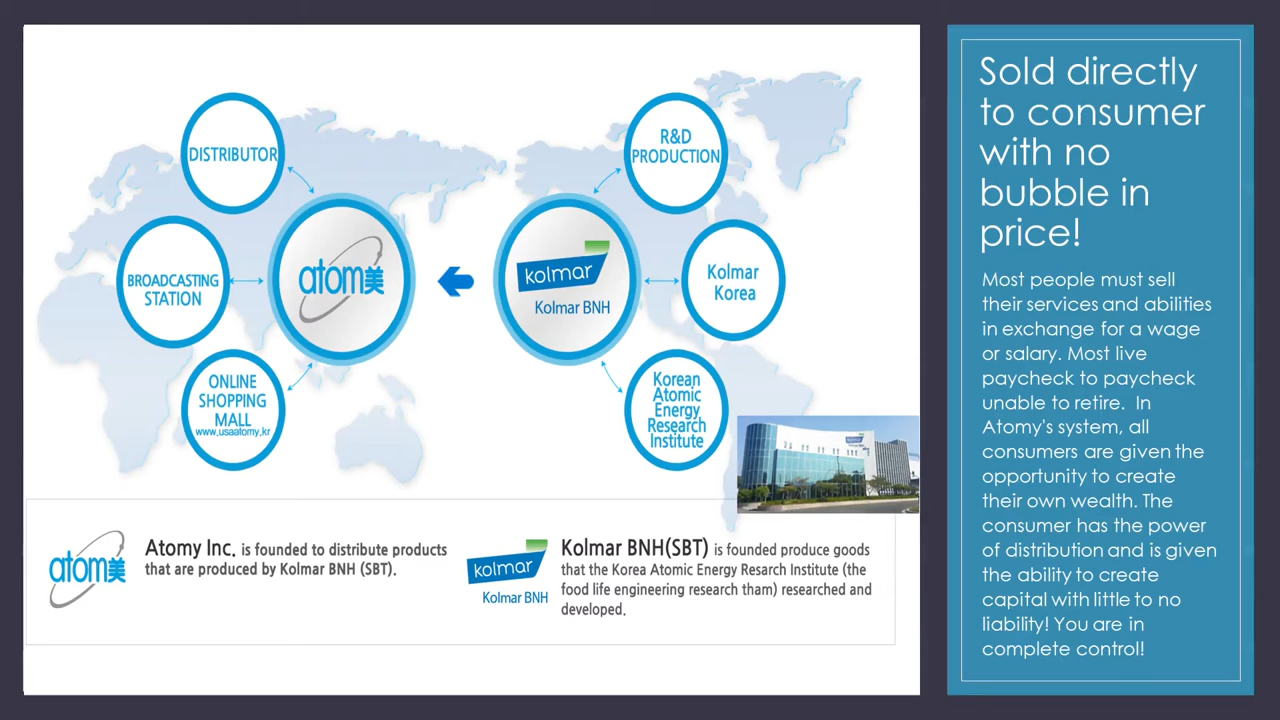 DISTRIBUTOR
BROADCASTING
STATION
ONLINE
SHOPPING
MALL
www.usaatomy.kr
atom美
kolmar
Kolmar BNH
R&D
PRODUCTION
Kolmar
Korea
Korean
Atomic
Energy
Research
Institute
atom美
Atomy Inc. is founded to distribute products
that are produced by Kolmar BNH (SBT).
kolmar
Kolmar BNH
Kolmar BNH(SBT) is founded produce goods
that the Korea Atomic Energy Resarch Institute (the
food life engineering research tham) researched and
developed.
Sold directly
to consumer
with no
bubble in
price!
Most people must sell
their services and abilities
in exchange for a wage
or salary. Most live
paycheck to paycheck
unable to retire.  In
Atomy's system, all
consumers are given the
opportunity to create
their own wealth. The
consumer has the power
of distribution and is given
the ability to create
capital with little to no
liability! You are in
complete control!